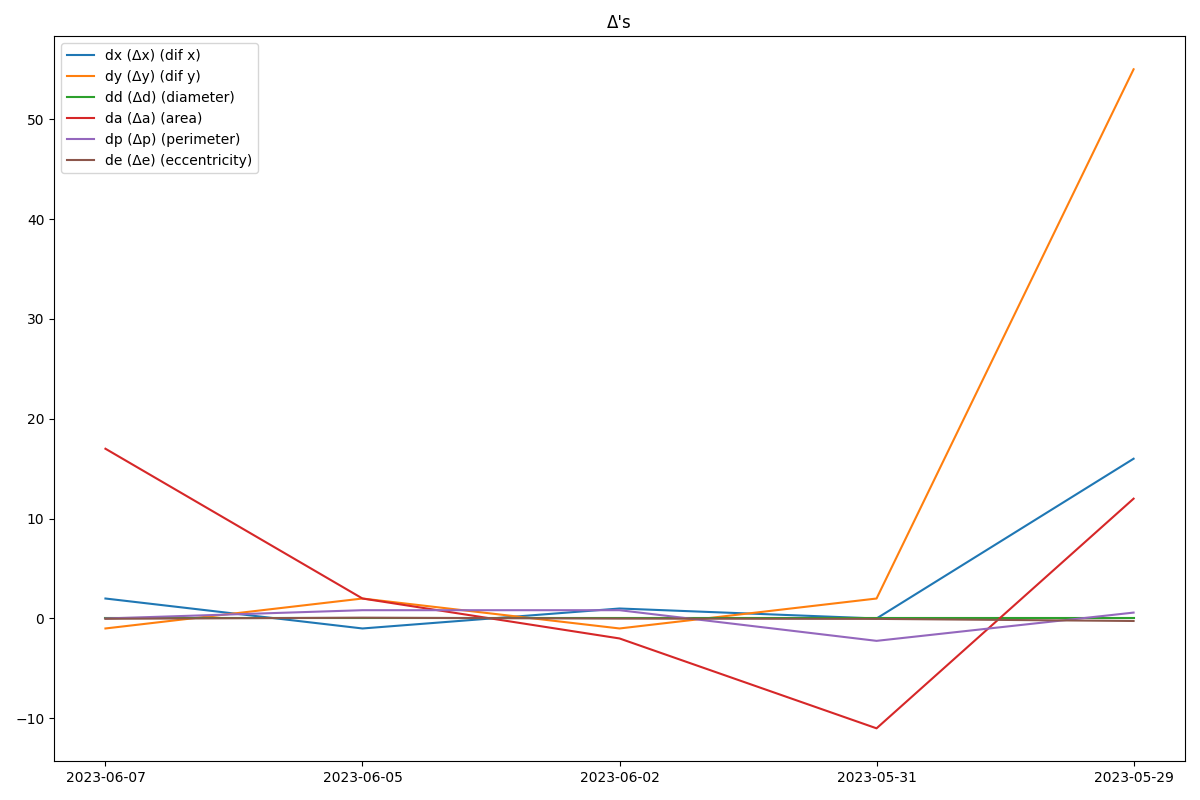 Δ's
dx (Δx) (dif x)
dy (Δy) (dif y)
dd (Δd) (diameter)
da (Δa) (area)
dp (Δp) (perimeter)
de (Δe) (eccentricity)
50
40
30
20
10
0
−10
2023-06-07 2023-06-05 2023-06-02 2023-05-31 2023-05-29